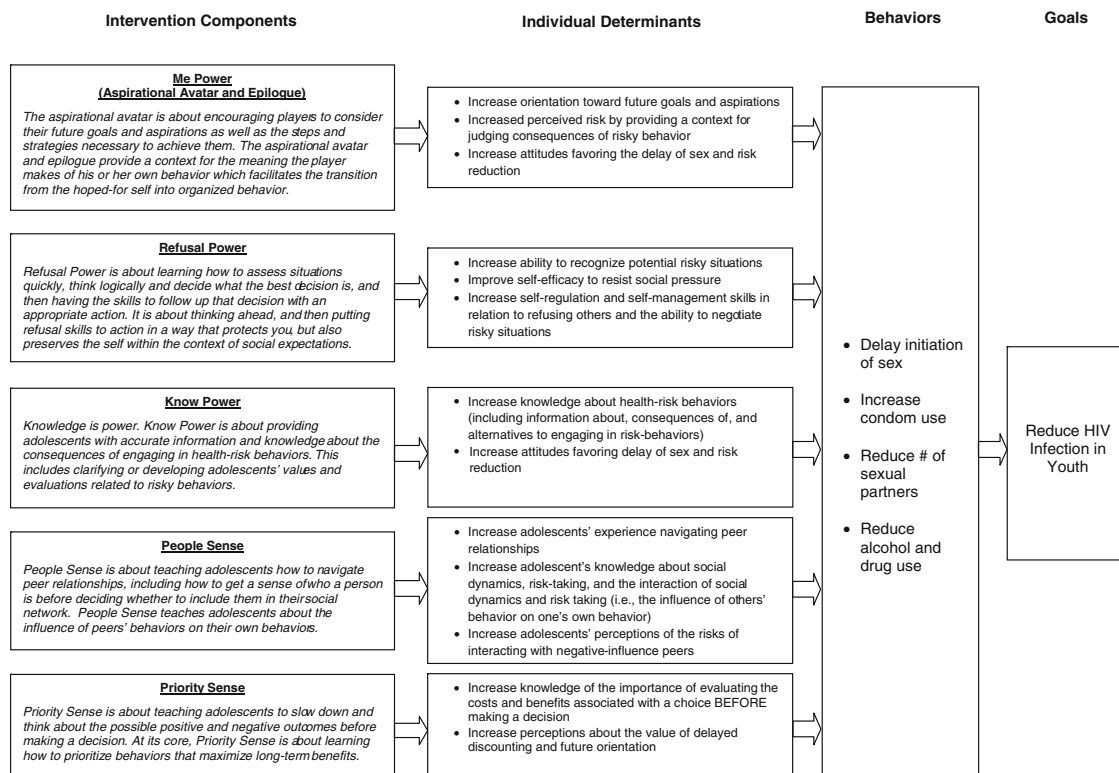 Intervention Components
Individual Determinants
Behaviors
Goals
Me Power
(Aspirational Avatar and Epilogue)
The aspirational avatar is about encouraging players to consider
their future goals and aspirations as well as the steps and
strategies necessary to achieve them. The aspirational avatar
and epilogue provide a context for the meaning the player
makes of his or her own behavior which facilitates the transition
from the hoped-for self into organized behavior.
• Increase orientation toward future goals and aspirations
• Increased perceived risk by providing a context for
judging consequences of risky behavior
• Increase attitudes favoring the delay of sex and risk
reduction
Refusal Power
Refusal Power is about learning how to assess situations
quickly, think logically and decide what the best decision is, and
then having the skills to follow up that decision with an
appropriate action. It is about thinking ahead, and then putting
refusal skills to action in a way that protects you, but also
preserves the self within the context of social expectations.
• Increase ability to recognize potential risky situations
• Improve self-efficacy to resist social pressure
• Increase self-regulation and self-management skills in
relation to refusing others and the ability to negotiate
risky situations
Know Power
Knowledge is power. Know Power is about providing
adolescents with accurate information and knowledge about the
consequences of engaging in health-risk behaviors. This
includes clarifying or developing adolescents' values and
evaluations related to risky behaviors.
• Increase knowledge about health-risk behaviors
(including information about, consequences of, and
alternatives to engaging in risk-behaviors)
• Increase attitudes favoring delay of sex and risk
reduction
People Sense
People Sense is about teaching adolescents how to navigate
peer relationships, including how to get a sense of who a person
is before deciding whether to include them in their social
network. People Sense teaches adolescents about the
influence of peers' behaviors on their own behaviors.
• Increase adolescents' experience navigating peer
relationships
• Increase adolescent's knowledge about social
dynamics, risk-taking, and the interaction of social
dynamics and risk taking (i.e., the influence of others'
behavior on one's own behavior)
• Increase adolescents' perceptions of the risks of
interacting with negative-influence peers
Priority Sense
Priority Sense is about teaching adolescents to slow down and
think about the possible positive and negative outcomes before
making a decision. At its core, Priority Sense is about learning
how to prioritize behaviors that maximize long-term benefits.
• Increase knowledge of the importance of evaluating the
costs and benefits associated with a choice BEFORE
making a decision
• Increase perceptions about the value of delayed
discounting and future orientation
• Delay initiation
of sex
• Increase
condom use
• Reduce # of
sexual
partners
• Reduce
alcohol and
drug use
Reduce HIV
Infection in
Youth